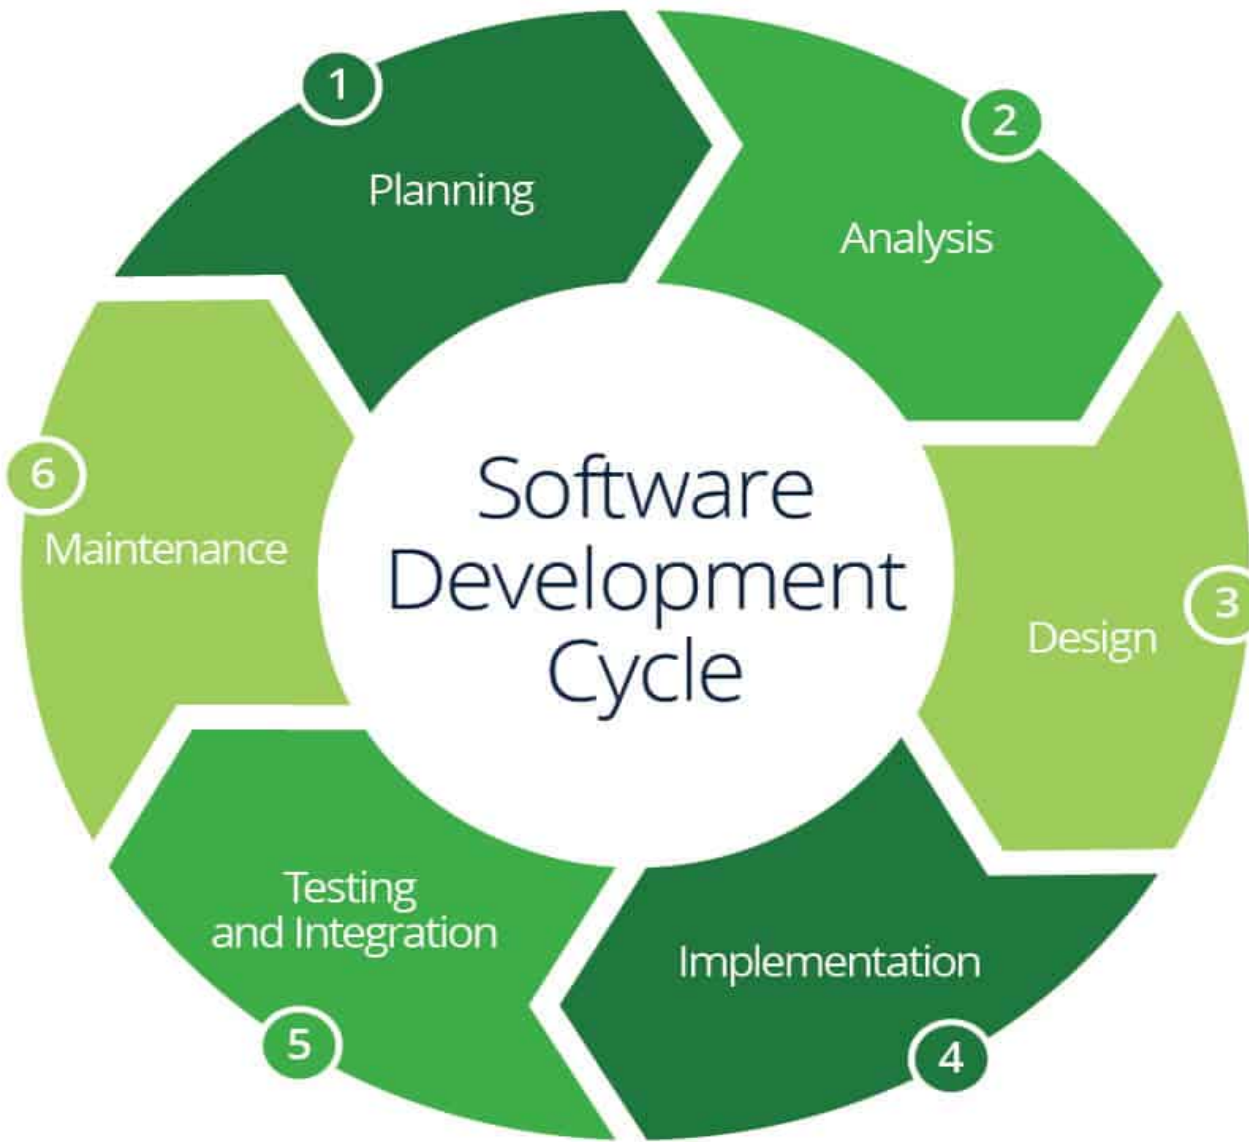 1
Planning
2
Analysis
3
Design
4
Implementation
5
Testing
and Integration
6
Maintenance
Software
Development
Cycle